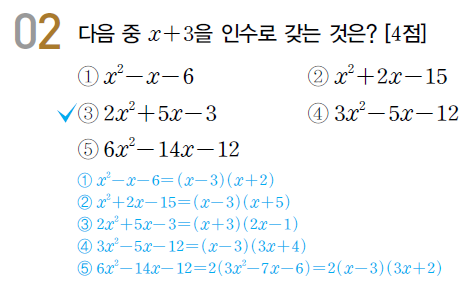 02 다음 중 x+3을 인수로 갖는 것은? [4점]
① x²-x-6 ② x²+2x-15
③ 2x²+5x-3 ④ 3x²-5x-12
⑤ 6x²-14x-12
① x²-x-6=(x-3)(x+2)
② x²+2x-15=(x-3)(x+5)
③ 2x²+5x-3=(x+3)(2x-1)
④ 3x²-5x-12=(x-3)(3x+4)
⑤ 6x²-14x-12=2(3x²-7x-6)=2(x-3)(3x+2)